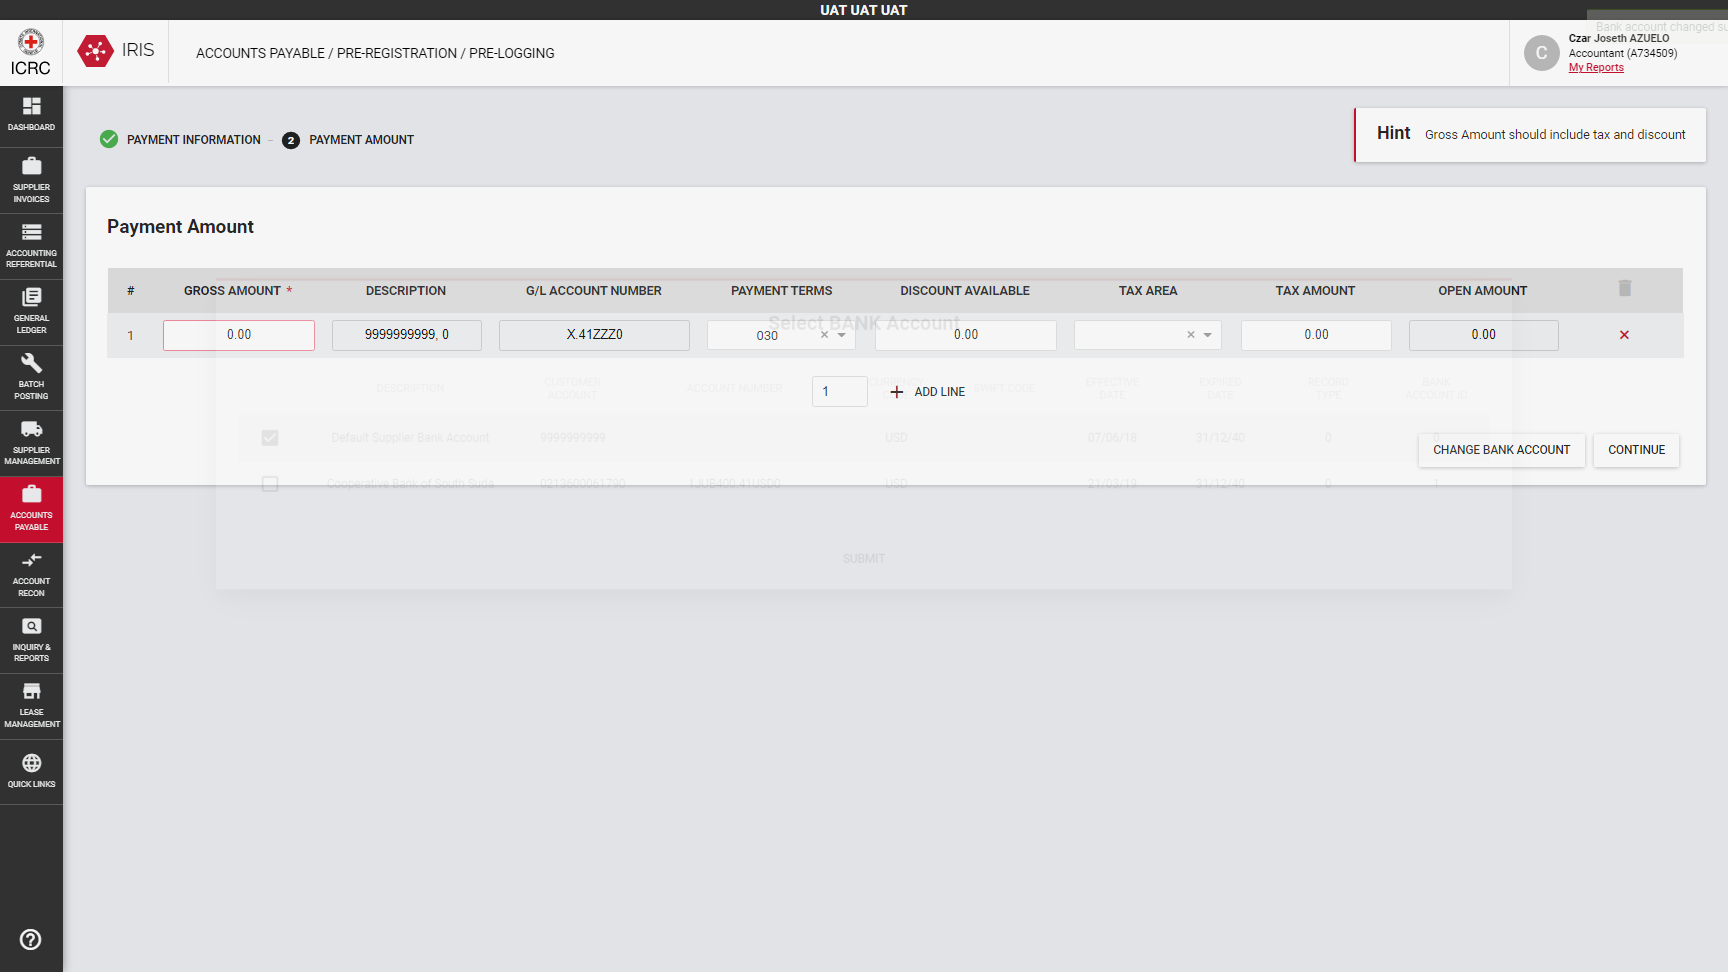 UAT UAT UAT
Bank account changed su
ICRC
IRIS
ACCOUNTS PAYABLE / PRE-REGISTRATION / PRE-LOGGING
C
Czar Joseth AZUELO
Accountant (A734509)
My Reports
DASHBOARD
SUPPLIER
INVOICES
ACCOUNTING
REFERENTIAL
GENERAL
LEDGER
BATCH
POSTING
SUPPLIER
MANAGEMENT
ACCOUNTS
PAYABLE
ACCOUNT
RECON
INQUIRY &
REPORTS
LEASE
MANAGEMENT
QUICK LINKS
PAYMENT INFORMATION – 2 PAYMENT AMOUNT
Hint Gross Amount should include tax and discount
Payment Amount
# GROSS AMOUNT * DESCRIPTION G/L ACCOUNT NUMBER PAYMENT TERMS DISCOUNT AVAILABLE TAX AREA TAX AMOUNT OPEN AMOUNT
1 0.00 9999999999, 0 X.41ZZZ0 030 0.00 0.00 0.00
1 + ADD LINE
CHANGE BANK ACCOUNT CONTINUE
Select BANK Account
DESCRIPTION CUSTOMER ACCOUNT ACCOUNT NUMBER SWIFT CODE EFFECTIVE DATE EXPIRED DATE RECORD TYPE BANK ACCOUNT ID
Default Supplier Bank Account 9999999999 USD 07/06/18 31/12/40 0 0
Cooperative Bank of South Suda 0213600061790 1JUB400.41USD0 USD 21/03/19 31/12/40 0 1
SUBMIT